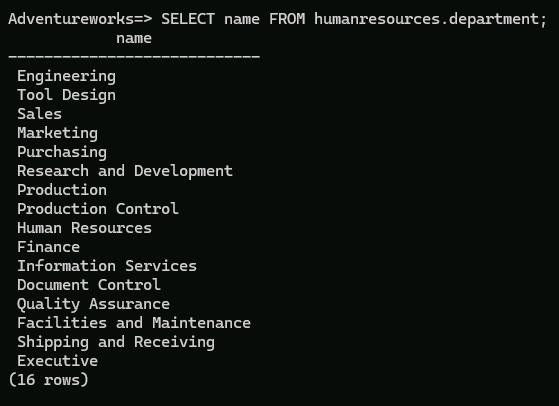 Adventureworks=> SELECT name FROM humanresources.department;
name
----------------------------
Engineering
Tool Design
Sales
Marketing
Purchasing
Research and Development
Production
Production Control
Human Resources
Finance
Information Services
Document Control
Quality Assurance
Facilities and Maintenance
Shipping and Receiving
Executive
(16 rows)